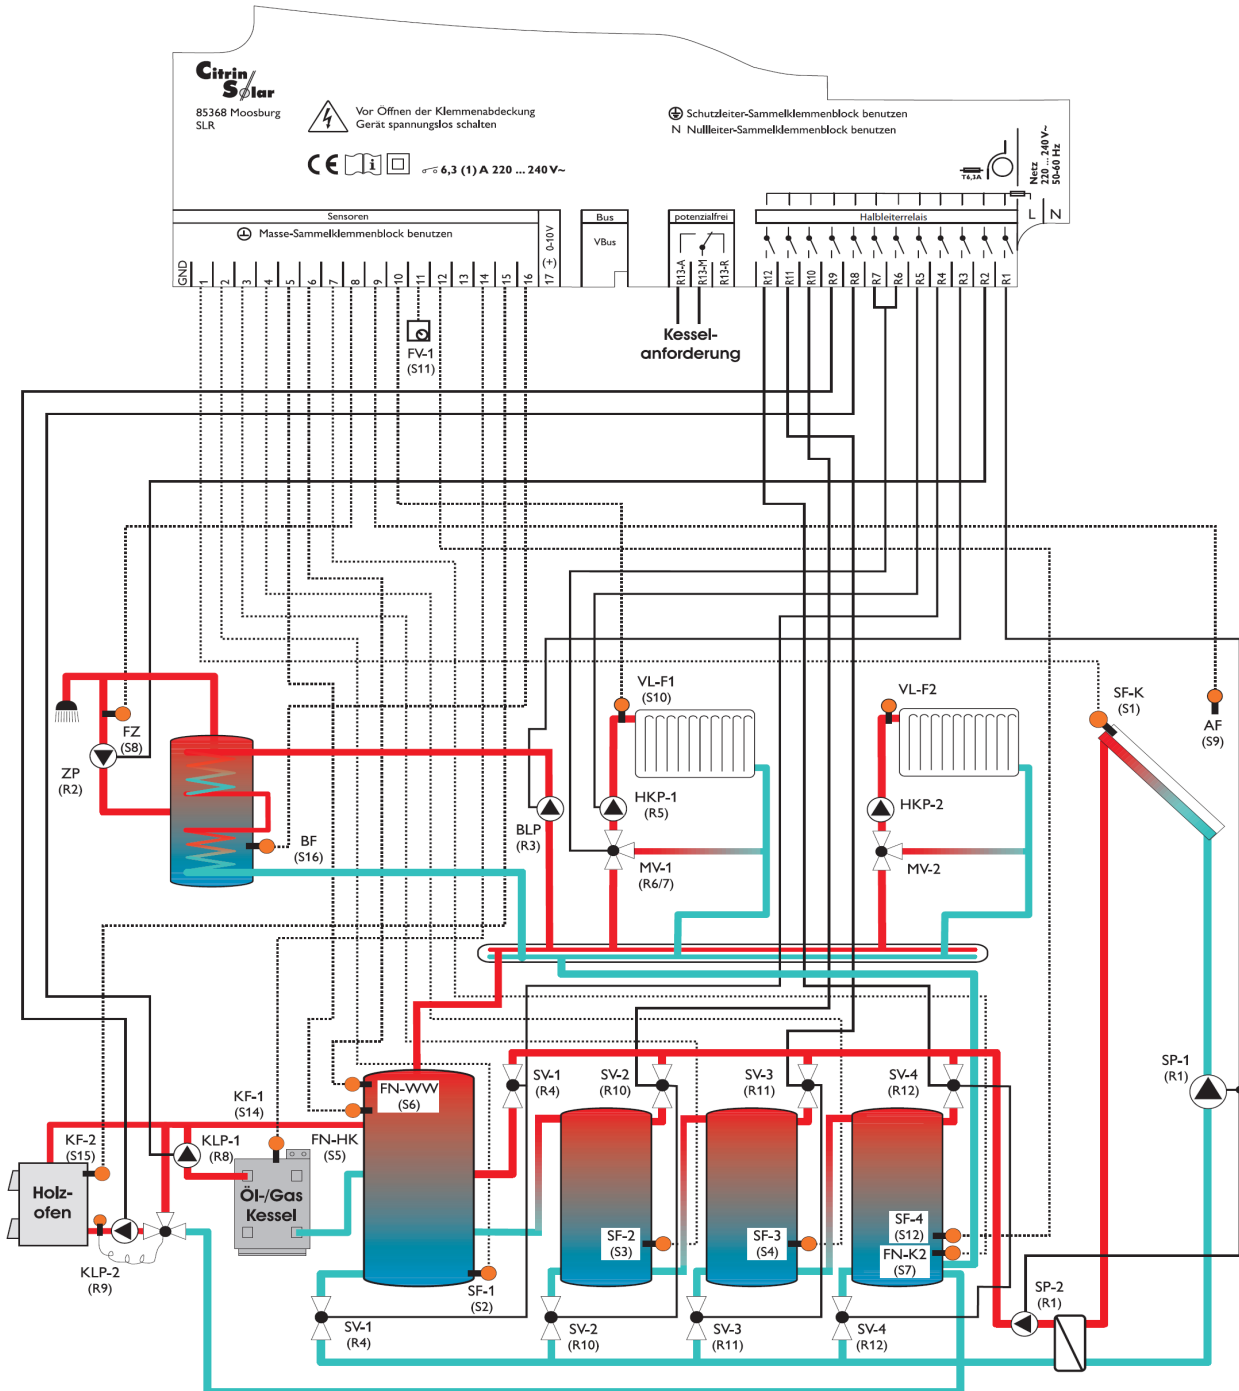 Citrin
Solar
85368 Moosburg
SLR
Vor Öffnen der Klemmenabdeckung
Gerät spannungslos schalten
CE
i
6,3 (1) A 220 ... 240 V~
Schutzleiter-Sammelklemmenblock benutzen
N Nullleiter-Sammelklemmenblock benutzen
T6,3A
Netz
220 ... 240 V~
50-60 Hz
L N
Sensoren
Masse-Sammelklemmenblock benutzen
GND 1 2 3 4 5 6 7 8 9 10 11 12 13 14 15 16 17 (+) 0-10V
Bus
VBus
potenzialfrei
R13-A R13-M R13-R
Halbleiterrelais
R12 R11 R10 R9 R8 R7 R6 R5 R4 R3 R2 R1
Kessel-
anforderung
FV-1
(S11)
VL-F1
(S10)
VL-F2
SF-K
(S1)
AF
(S9)
FZ
(S8)
ZP
(R2)
BF
(S16)
BLP
(R3)
HKP-1
(R5)
HKP-2
MV-1
(R6/7)
MV-2
SP-1
(R1)
KF-1
(S14)
KF-2
(S15)
KLP-1
(R8)
FN-HK
(S5)
FN-WW
(S6)
SV-1
(R4)
SV-2
(R10)
SV-3
(R11)
SV-4
(R12)
Holz-
ofen
Öl-/Gas
Kessel
KLP-2
(R9)
SF-1
(S2)
SF-2
(S3)
SF-3
(S4)
SF-4
(S12)
FN-K2
(S7)
SP-2
(R1)
SV-1
(R4)
SV-2
(R10)
SV-3
(R11)
SV-4
(R12)